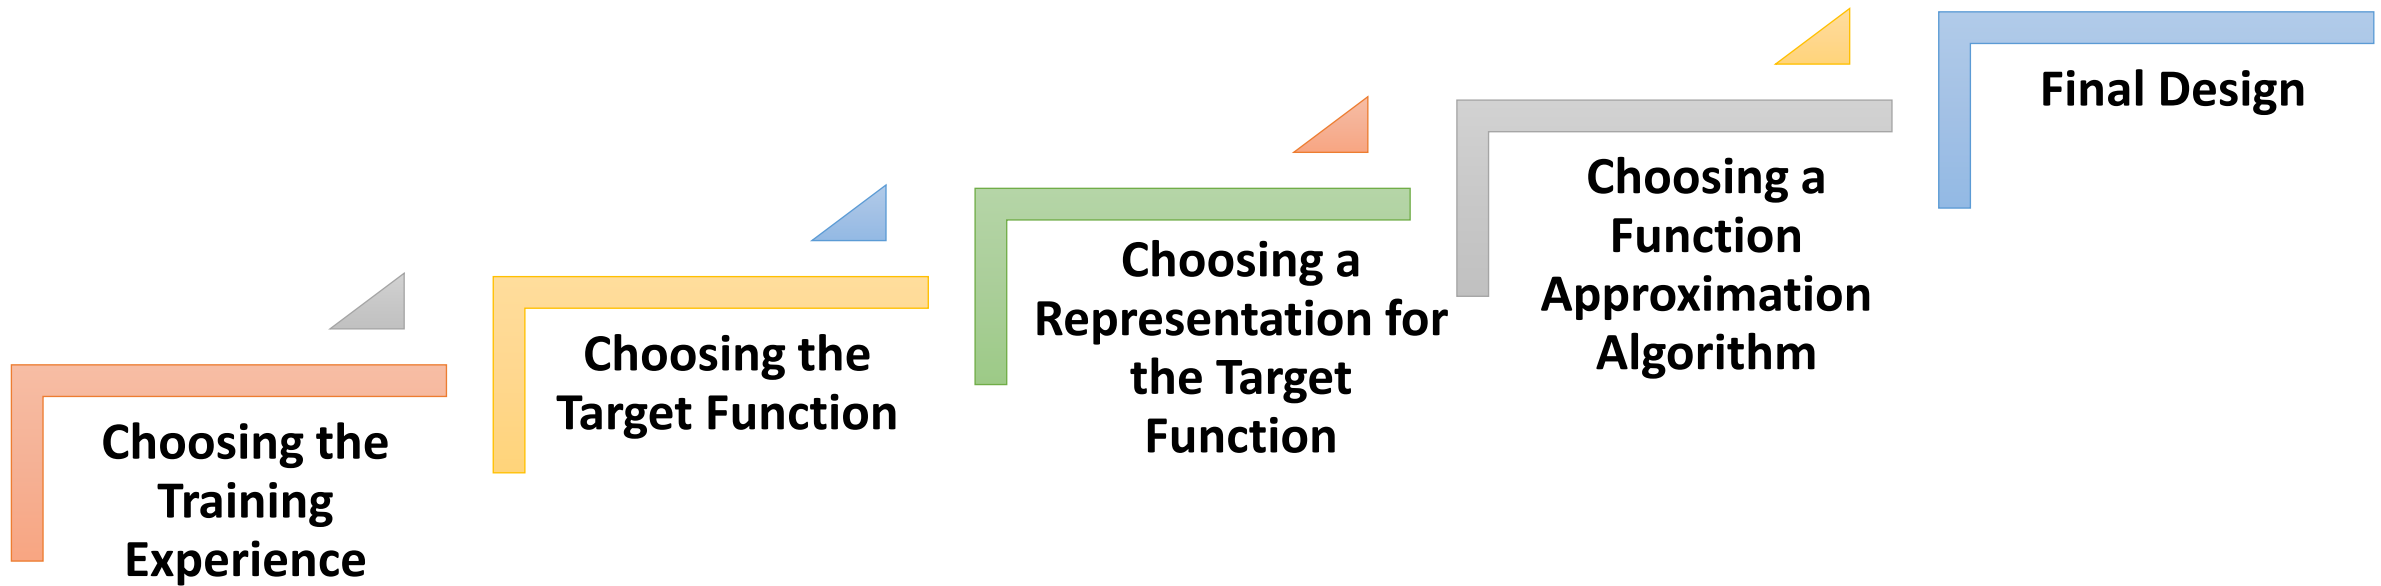 Choosing the
Training
Experience
Choosing the
Target Function
Choosing a
Representation for
the Target
Function
Choosing a
Function
Approximation
Algorithm
Final Design